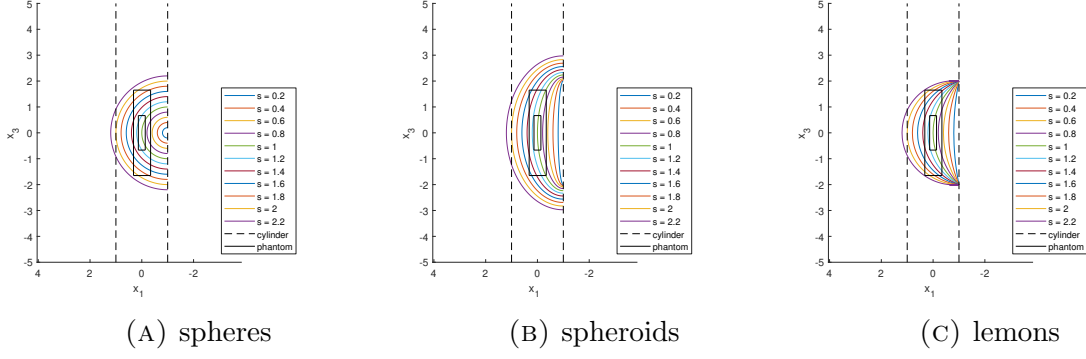 5
4
3
2
1
0
-1
-2
-3
-4
-5
x3
4
2
0
-2
x1
s = 0.2
s = 0.4
s = 0.6
s = 0.8
s = 1
s = 1.2
s = 1.4
s = 1.6
s = 1.8
s = 2
s = 2.2
cylinder
phantom
(A) spheres
5
4
3
2
1
0
-1
-2
-3
-4
-5
x3
4
2
0
-2
x1
s = 0.2
s = 0.4
s = 0.6
s = 0.8
s = 1
s = 1.2
s = 1.4
s = 1.6
s = 1.8
s = 2
s = 2.2
cylinder
phantom
(B) spheroids
5
4
3
2
1
0
-1
-2
-3
-4
-5
x3
4
2
0
-2
x1
s = 0.2
s = 0.4
s = 0.6
s = 0.8
s = 1
s = 1.2
s = 1.4
s = 1.6
s = 1.8
s = 2
s = 2.2
cylinder
phantom
(C) lemons